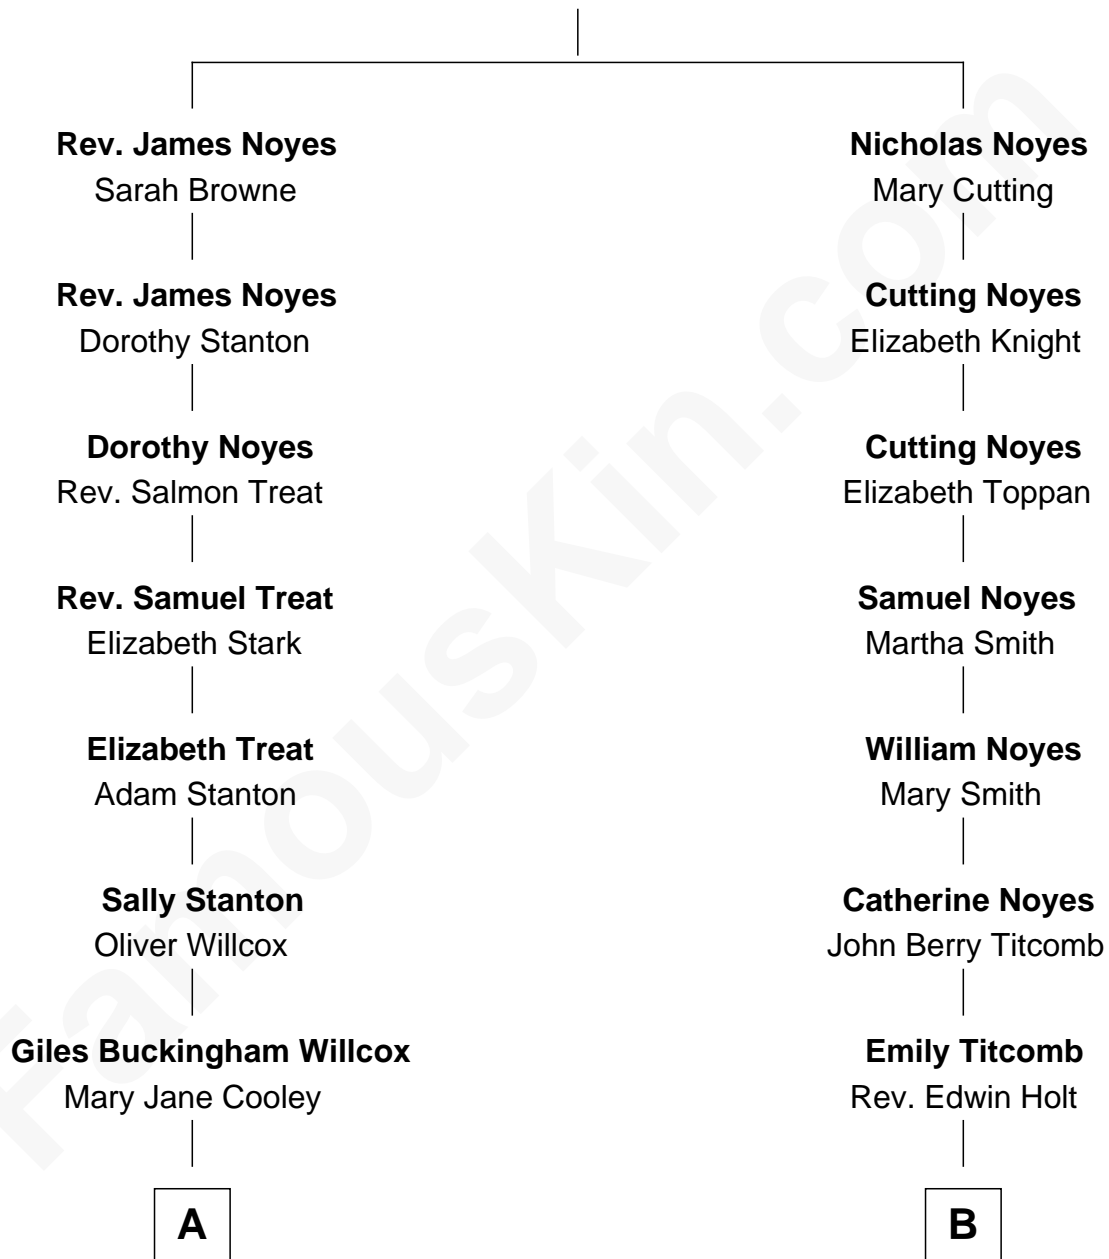 Rev. James Noyes
Sarah Browne
Rev. James Noyes
Dorothy Stanton
Dorothy Noyes
Rev. Salmon Treat
Rev. Samuel Treat
Elizabeth Stark
Elizabeth Treat
Adam Stanton
Sally Stanton
Oliver Willcox
Giles Buckingham Willcox
Mary Jane Cooley
A
Nicholas Noyes
Mary Cutting
Cutting Noyes
Elizabeth Knight
Cutting Noyes
Elizabeth Toppan
Samuel Noyes
Martha Smith
William Noyes
Mary Smith
Catherine Noyes
John Berry Titcomb
Emily Titcomb
Rev. Edwin Holt
B
FamousKin.com